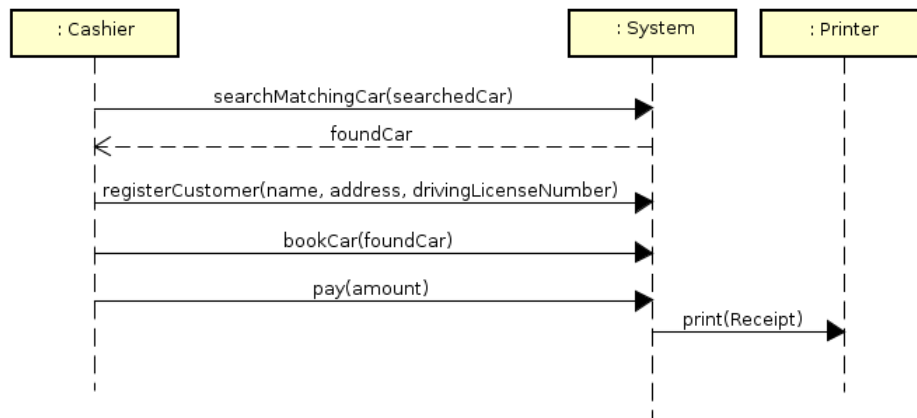 : Cashier
: System
: Printer
searchMatchingCar(searchedCar)
foundCar
registerCustomer(name, address, drivingLicenseNumber)
bookCar(foundCar)
pay(amount)
print(Receipt)